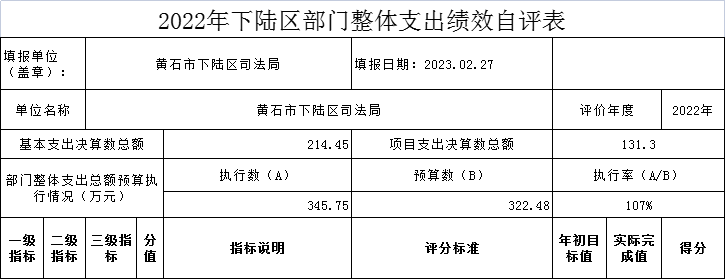 2022年下陆区部门整体支出绩效自评表
填报单位（盖章）： 黄石市下陆区司法局 填报日期：2023.02.27
单位名称 黄石市下陆区司法局 评价年度 2022年
基本支出决算数总额 214.45 项目支出决算数总额 131.3
部门整体支出总额预算执行情况（万元） 执行数（A） 预算数（B） 执行率（A/B）
345.75 322.48 107%
一级指标 二级指标 三级指标 分值 指标说明 评分标准 年初目标值 实际完成值 得分